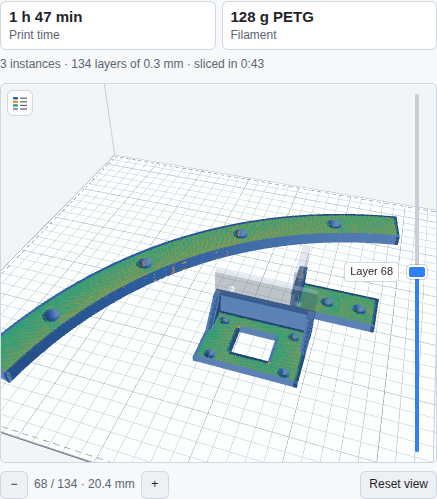 1 h 47 min
Print time
128 g PETG
Filament
3 instances · 134 layers of 0.3 mm · sliced in 0:43
Layer 68
− 68 / 134 · 20.4 mm + Reset view